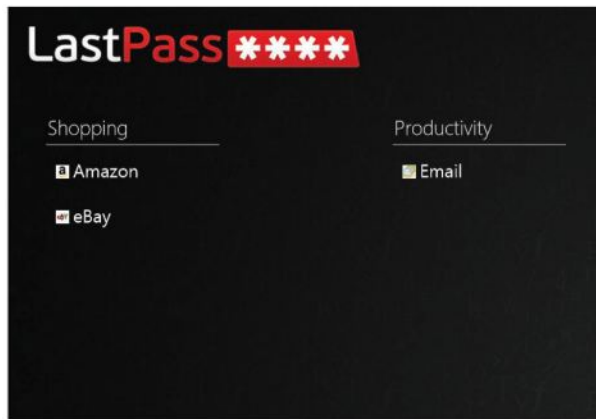 LastPass ****
Shopping
Amazon
eBay
Productivity
Email